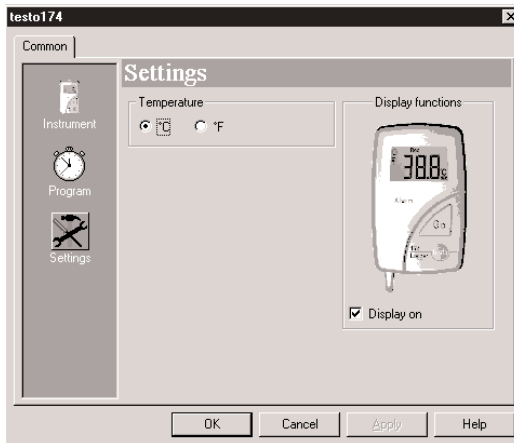 testo174
Common
Instrument
Program
Settings
Settings
Temperature
°C
°F
Display functions
Rec
38.8
Alarm
Go
Display on
OK
Cancel
Apply
Help